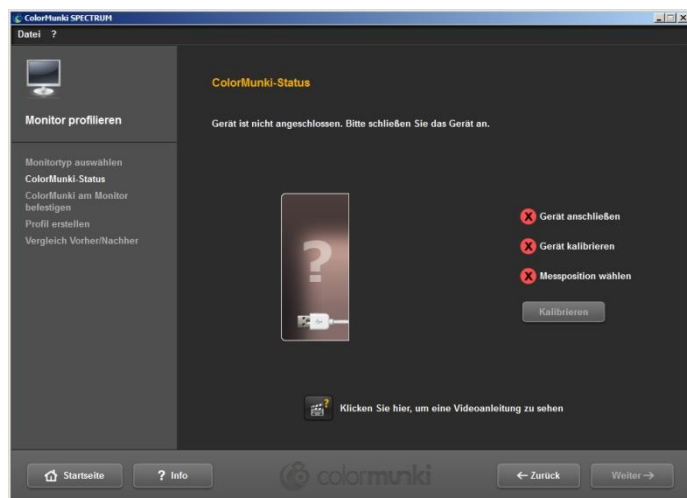 ColorMunki SPECTRUM
Datei ?
Monitor profilieren
Monitortyp auswählen
ColorMunki-Status
ColorMunki am Monitor
befestigen
Profil erstellen
Vergleich Vorher/Nachher
ColorMunki-Status
Gerät ist nicht angeschlossen. Bitte schließen Sie das Gerät an.
?
Gerät anschließen
Gerät kalibrieren
Messposition wählen
Kalibrieren
Klicken Sie hier, um eine Videoanleitung zu sehen
Startseite
? Info
colormunki
← Zurück
Weiter →